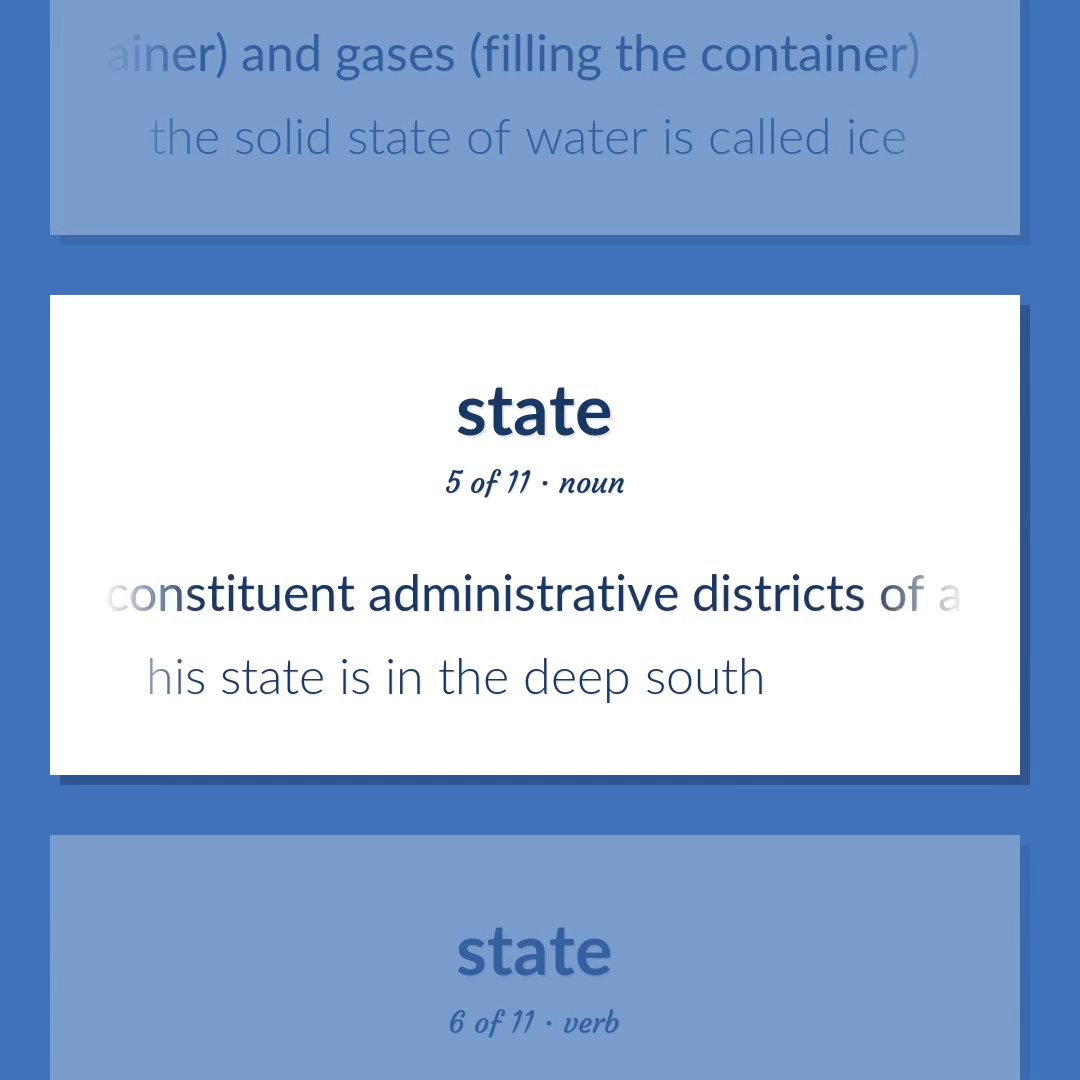 ainer) and gases (filling the container)
the solid state of water is called ice
state
5 of 11 · noun
constituent administrative districts of a
his state is in the deep south
state
6 of 11 · verb